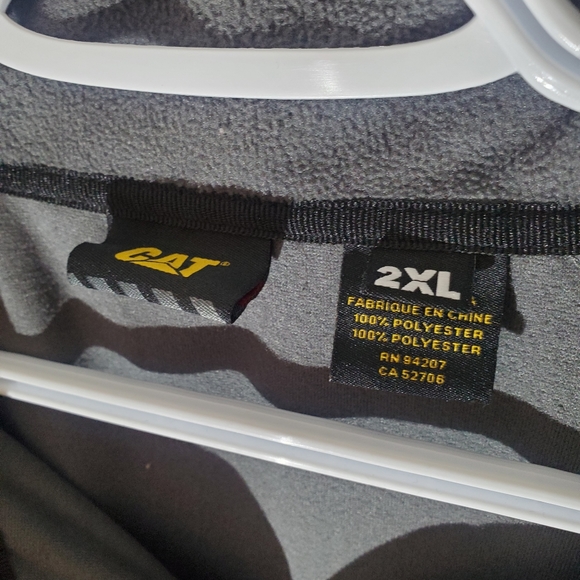 CAT®
2XL
FABRIQUE EN CHINE
100% POLYESTER
100% POLYESTER
RN 94207
CA 52706